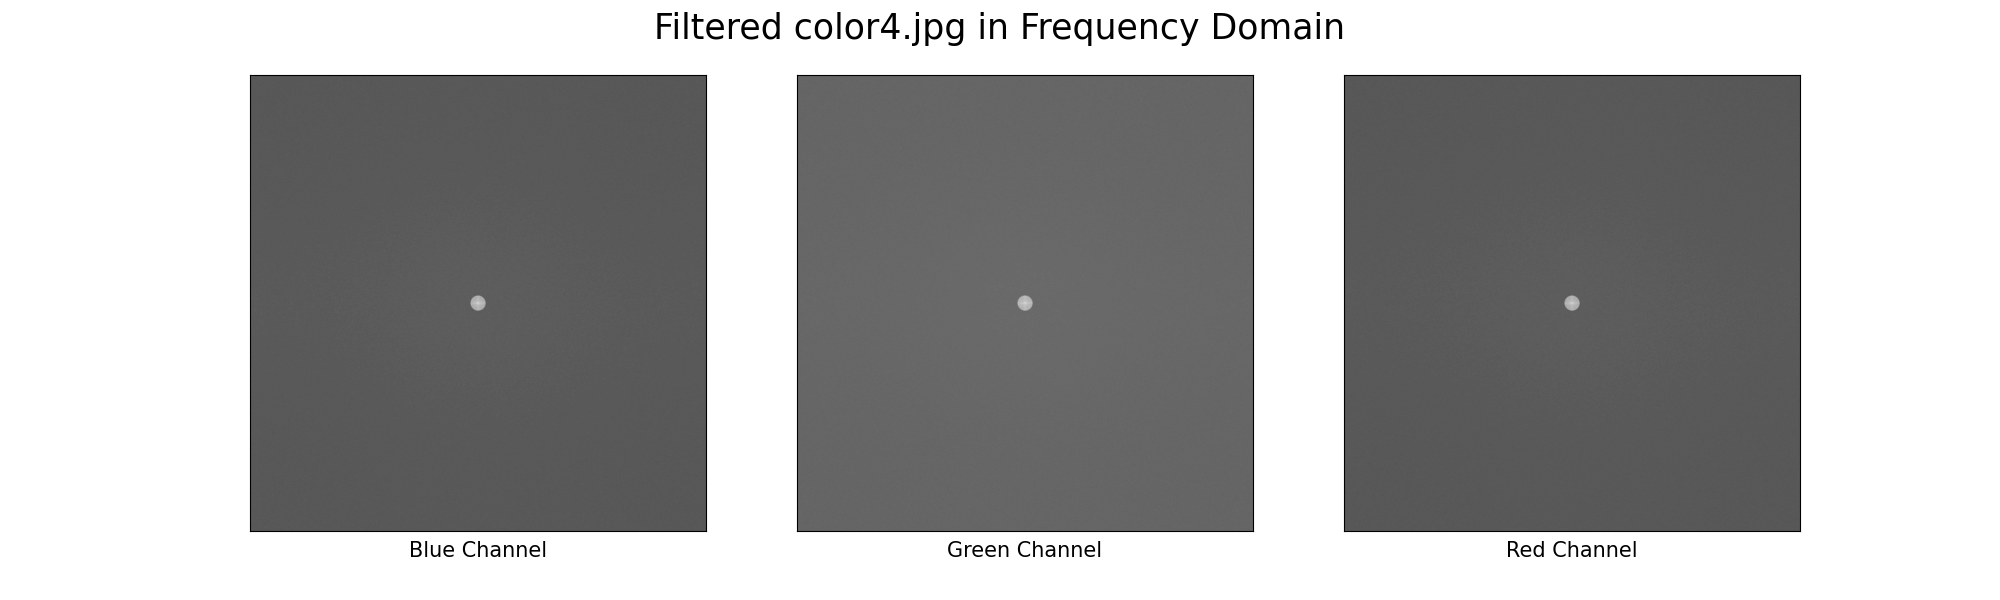 Filtered color4.jpg in Frequency Domain
Blue Channel
Green Channel
Red Channel